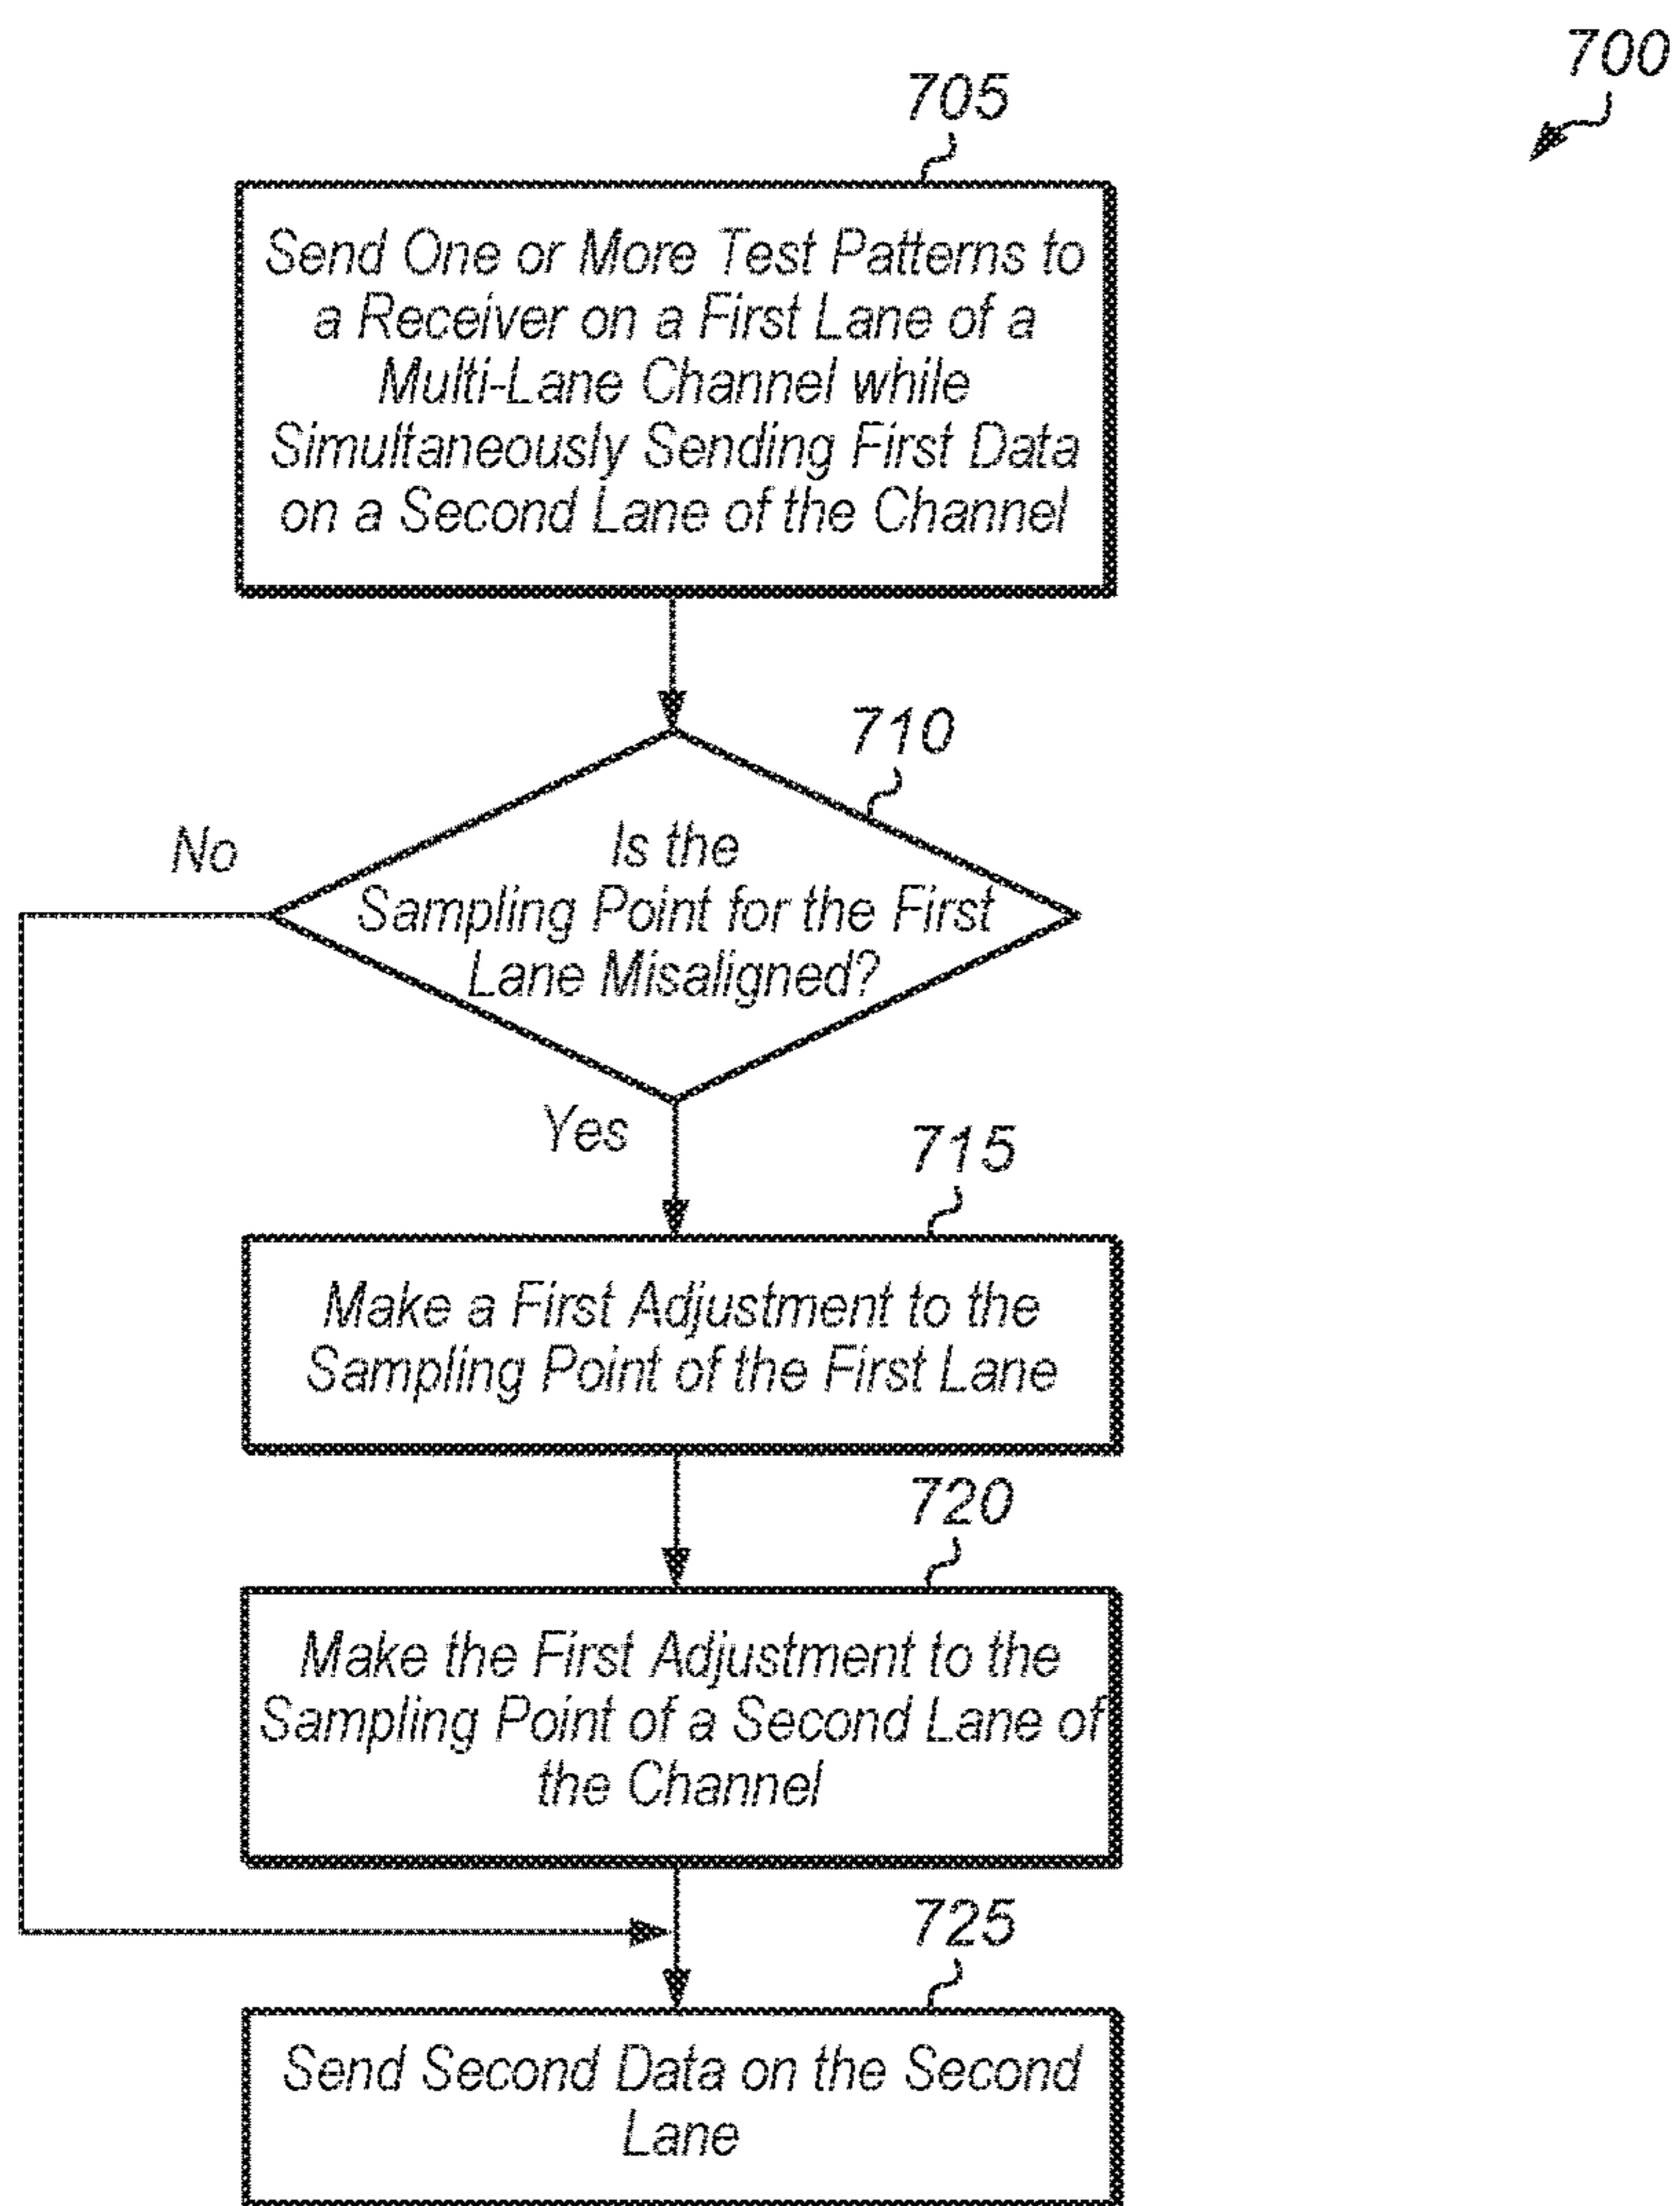 700
705
Send One or More Test Patterns to
a Receiver on a First Lane of a
Multi-Lane Channel while
Simultaneously Sending First Data
on a Second Lane of the Channel
710
No
Is the
Sampling Point for the First
Lane Misaligned?
Yes
715
Make a First Adjustment to the
Sampling Point of the First Lane
720
Make the First Adjustment to the
Sampling Point of a Second Lane of
the Channel
725
Send Second Data on the Second
Lane